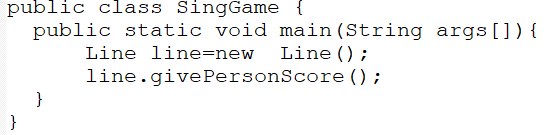 public class SingGame {
  public static void main(String args[]){
     Line line=new  Line();
     line.givePersonScore();
  }
}